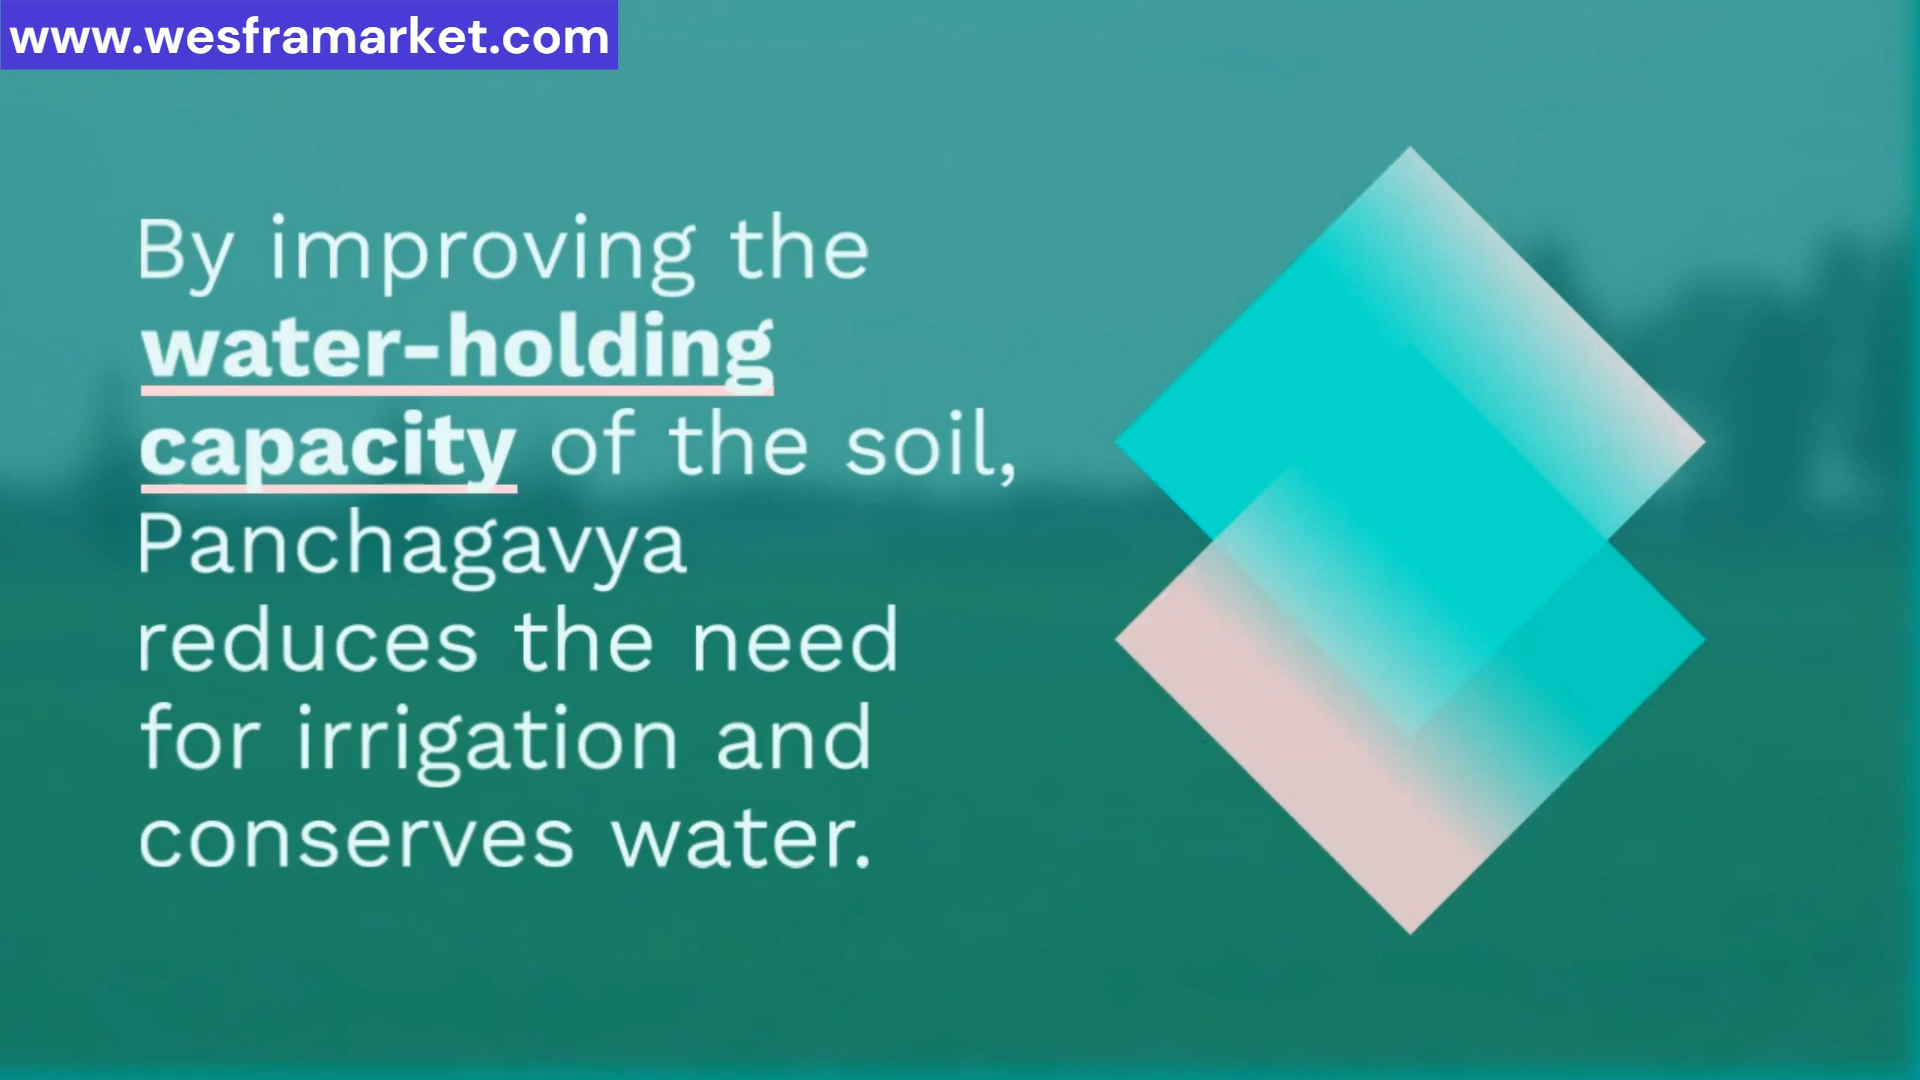 www.wesframarket.com
By improving the
water-holding
capacity of the soil,
Panchagavya
reduces the need
for irrigation and
conserves water.